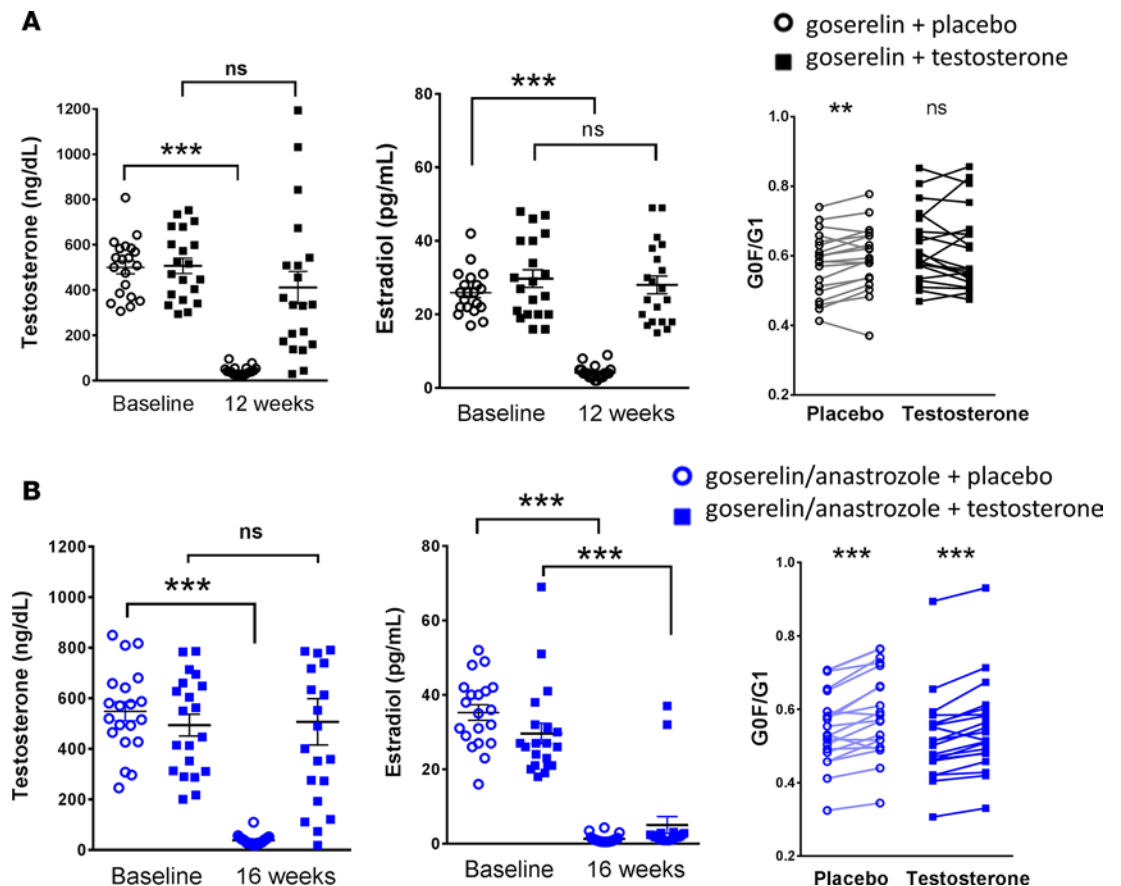 A
goserelin + placebo
goserelin + testosterone
ns
***
Testosterone (ng/dL)
1200
1000
800
600
400
200
0
Baseline
12 weeks
***
ns
Estradiol (pg/mL)
80
60
40
20
0
Baseline
12 weeks
**
ns
G0F/G1
1.0
0.8
0.6
0.4
0.2
Placebo
Testosterone
B
goserelin/anastrozole + placebo
goserelin/anastrozole + testosterone
ns
***
Testosterone (ng/dL)
1200
1000
800
600
400
200
0
Baseline
16 weeks
***
***
Estradiol (pg/mL)
80
60
40
20
0
Baseline
16 weeks
***
***
G0F/G1
1.0
0.8
0.6
0.4
0.2
Placebo
Testosterone